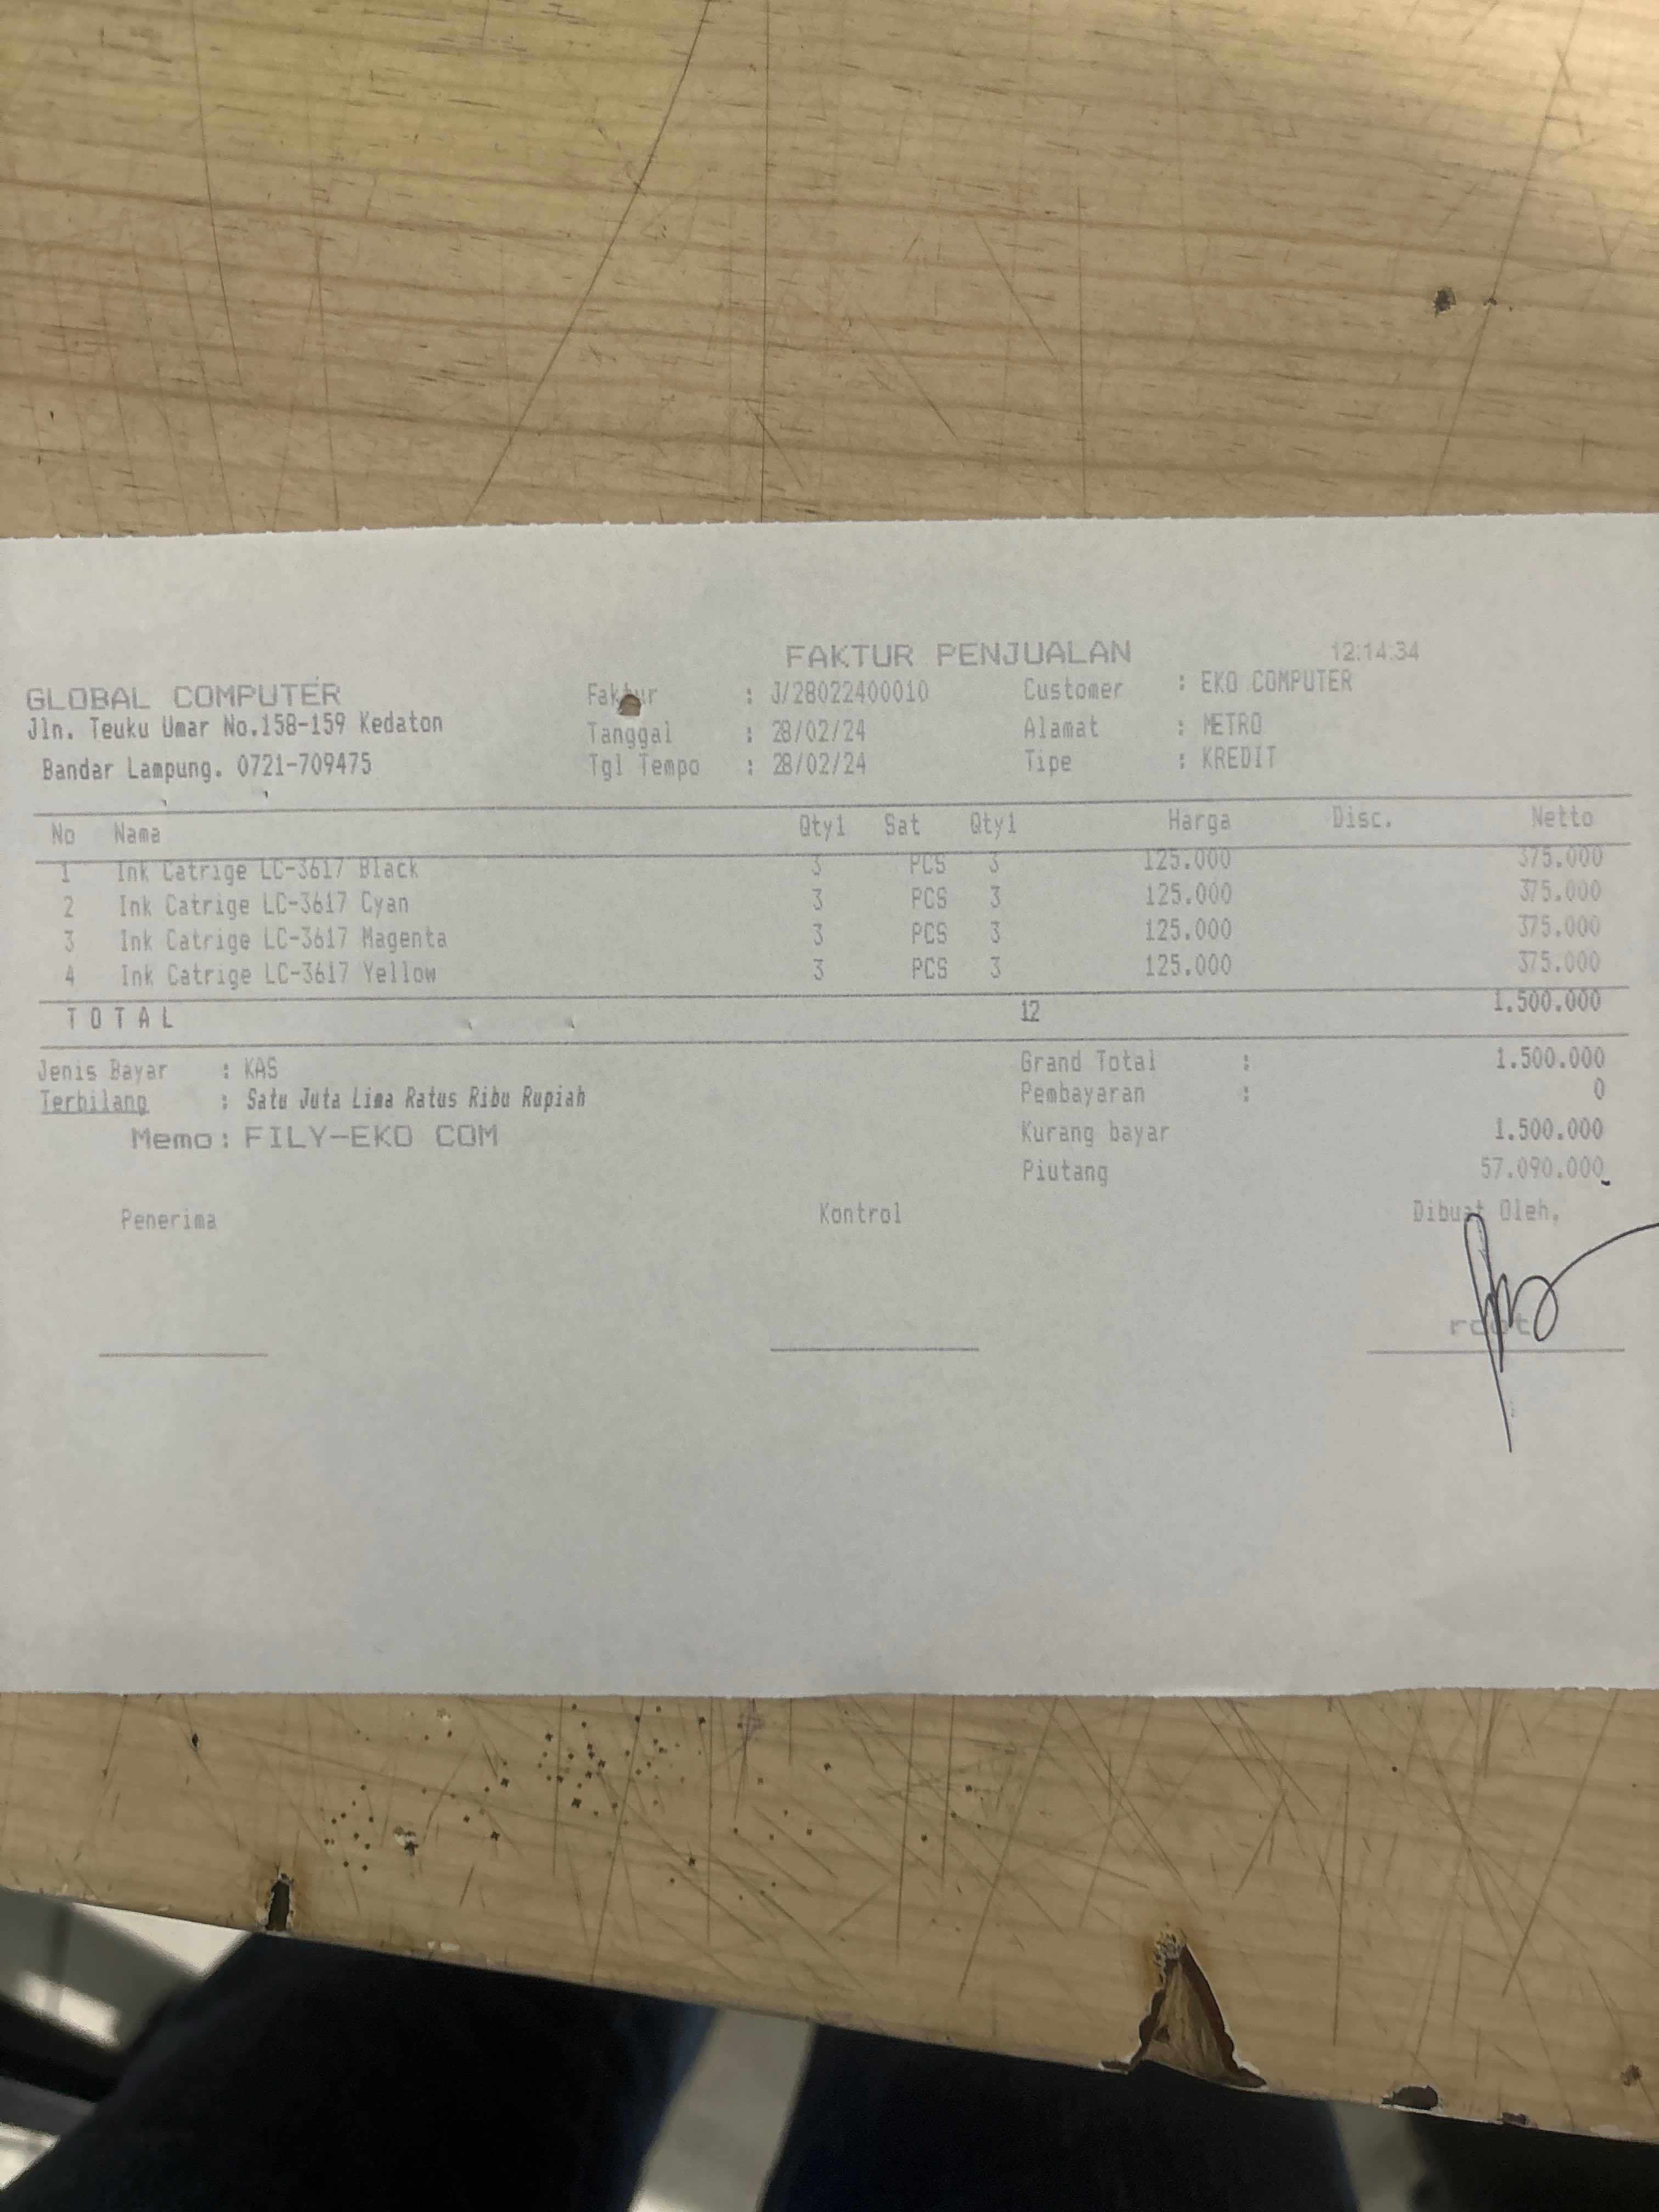 FAKTUR PENJUALAN 12:14:34
GLOBAL COMPUTER
Jln. Teuku Umar No.158-159 Kedaton
Bandar Lampung. 0721-709475
Faktur : J/28022400010
Tanggal : 28/02/24
Tgl Tempo : 28/02/24
Customer : EKO COMPUTER
Alamat : METRO
Tipe : KREDIT
No Nama Qty1 Sat Qty1 Harga Disc. Netto
1 Ink Catrige LC-3617 Black 3 PCS 3 125.000 375.000
2 Ink Catrige LC-3617 Cyan 3 PCS 3 125.000 375.000
3 Ink Catrige LC-3617 Magenta 3 PCS 3 125.000 375.000
4 Ink Catrige LC-3617 Yellow 3 PCS 3 125.000 375.000
TOTAL 12 1.500.000
Jenis Bayar : KAS
Terbilang : Satu Juta Lima Ratus Ribu Rupiah
Memo : FILY-EKO COM
Grand Total : 1.500.000
Pembayaran : 0
Kurang bayar 1.500.000
Piutang 57.090.000
Penerima Kontrol Dibuat Oleh,
root